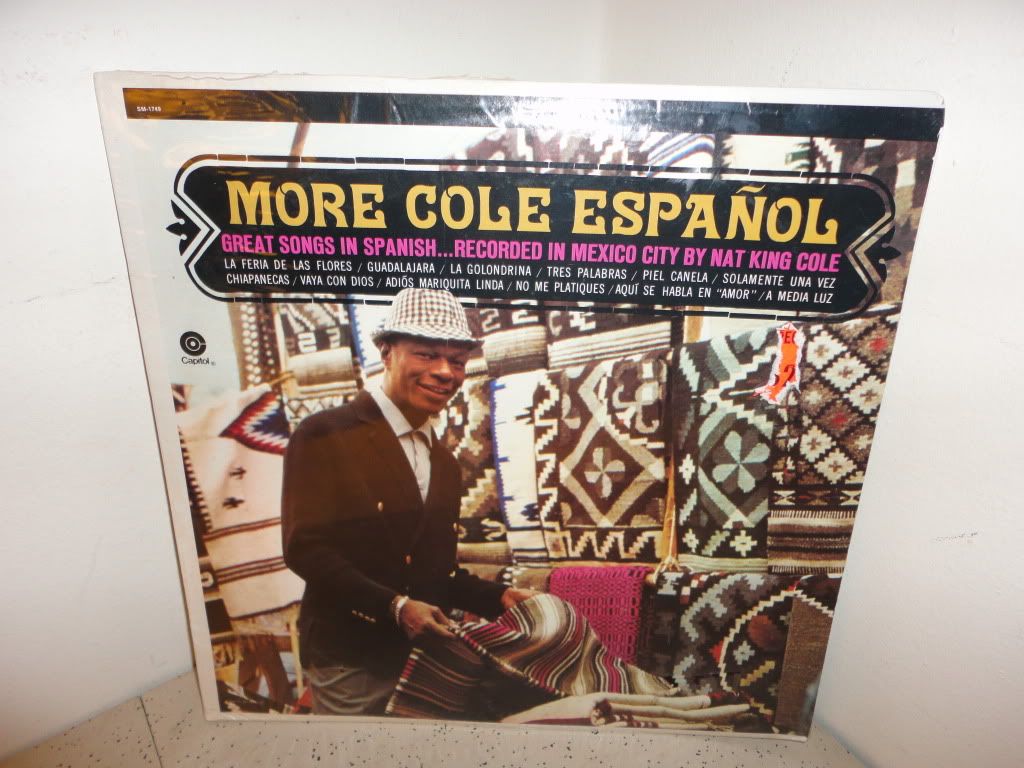 SM-1749
MORE COLE ESPAÑOL
GREAT SONGS IN SPANISH...RECORDED IN MEXICO CITY BY NAT KING COLE
LA FERIA DE LAS FLORES / GUADALAJARA / LA GOLONDRINA / TRES PALABRAS / PIEL CANELA / SOLAMENTE UNA VEZ
CHIAPANECAS / VAYA CON DIOS / ADIÓS MARIQUITA LINDA / NO ME PLATIQUES / AQUÍ SE HABLA EN "AMOR" / A MEDIA LUZ
Capitol